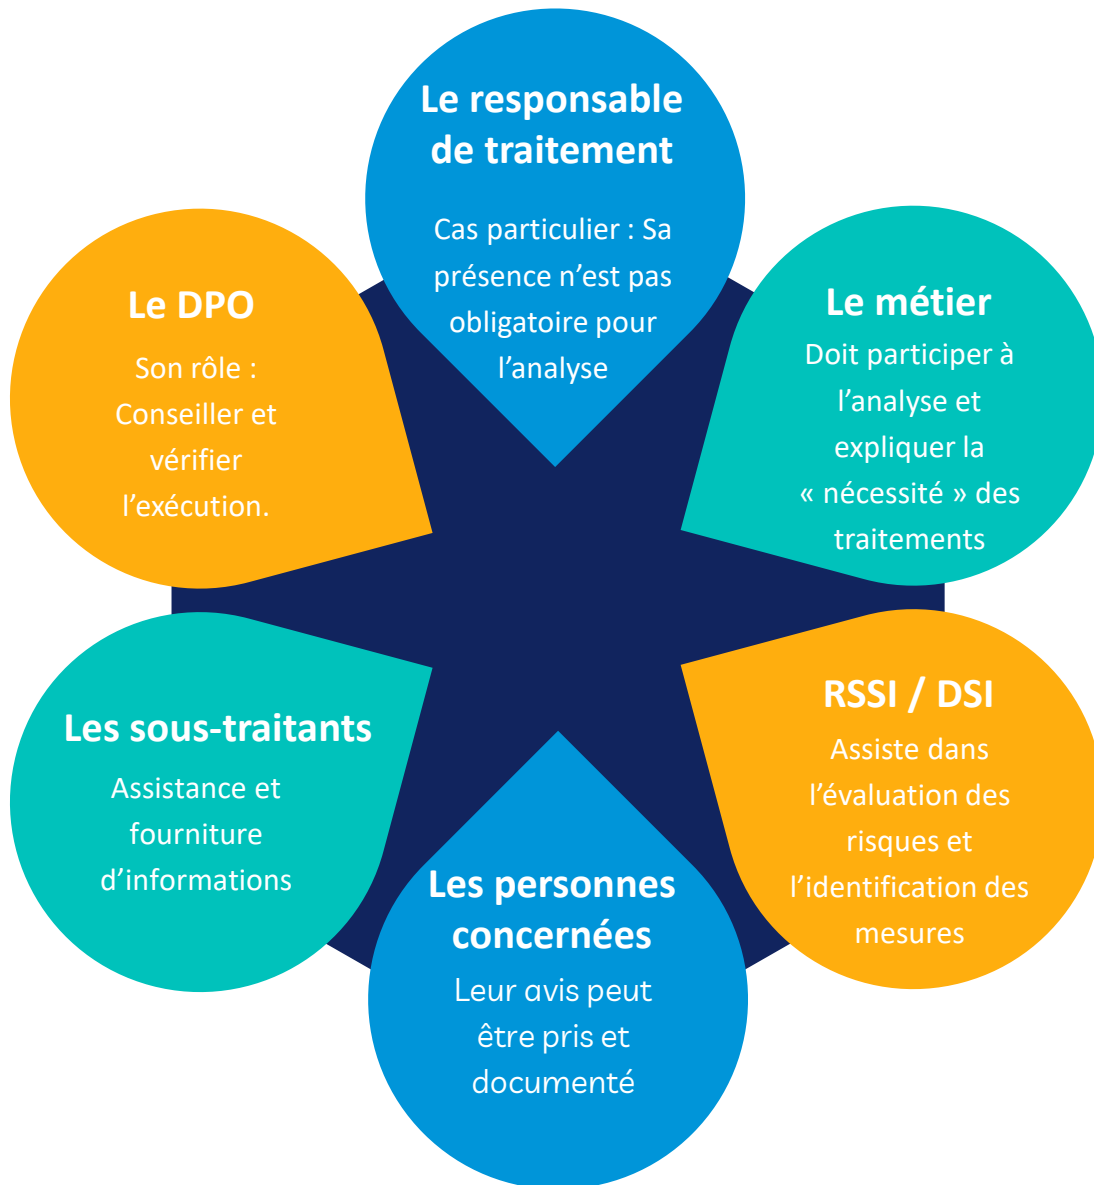 Le responsable
de traitement
Cas particulier : Sa
présence n’est pas
obligatoire pour
l’analyse
Le métier
Doit participer à
l’analyse et
expliquer la
« nécessité » des
traitements
RSSI / DSI
Assiste dans
l’évaluation des
risques et
l’identification des
mesures
Les personnes
concernées
Leur avis peut
être pris et
documenté
Les sous-traitants
Assistance et
fourniture
d’informations
Le DPO
Son rôle :
Conseiller et
vérifier
l’exécution.